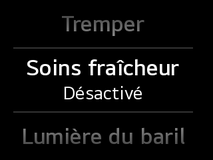 Tremper
Soins fraîcheur
Désactivé
Lumière du baril